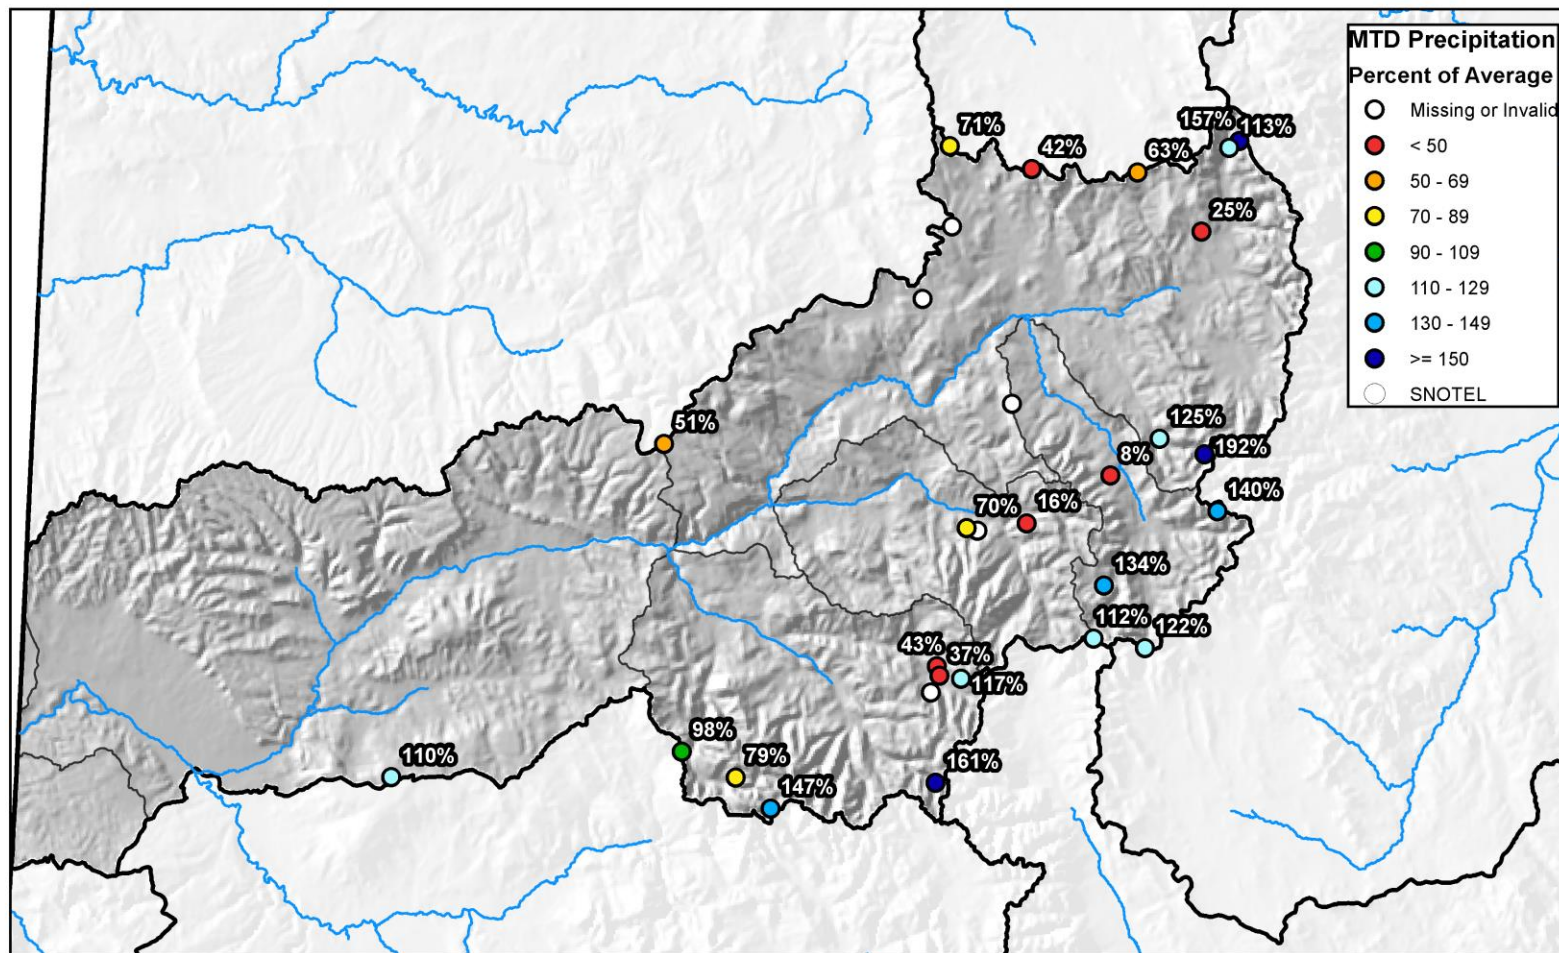 MTD Precipitation
Percent of Average
Missing or Invalid
< 50
50 - 69
70 - 89
90 - 109
110 - 129
130 - 149
>= 150
SNOTEL
157%
113%
71%
42%
63%
25%
51%
125%
192%
8%
140%
70%
16%
134%
112%
122%
43%
37%
117%
98%
79%
110%
161%
147%